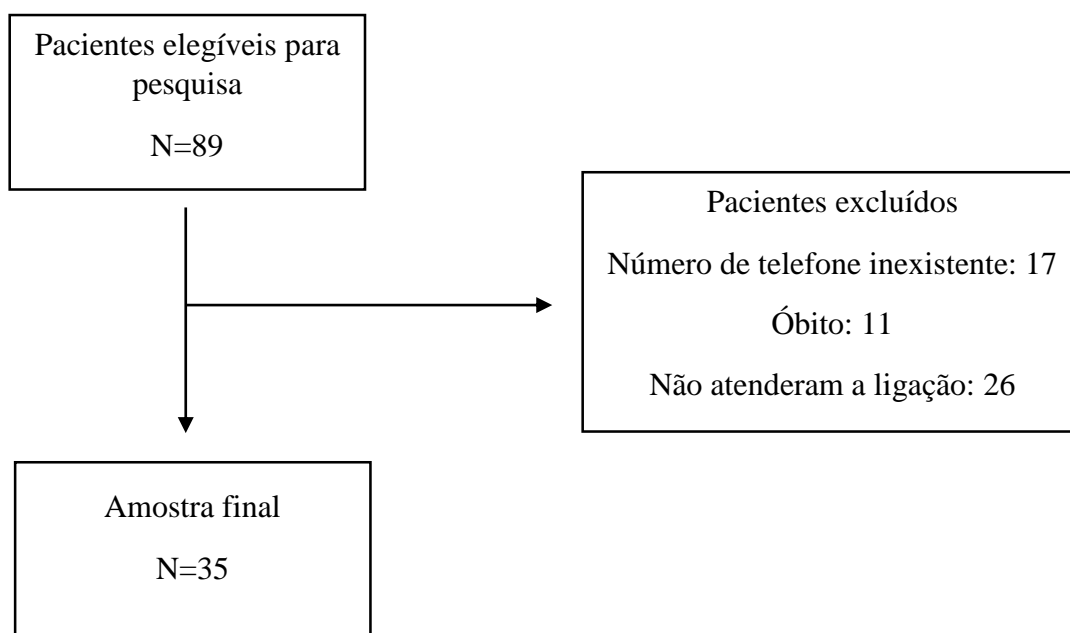 Pacientes elegíveis para
pesquisa
N=89
Pacientes excluídos
Número de telefone inexistente: 17
Óbito: 11
Não atenderam a ligação: 26
Amostra final
N=35